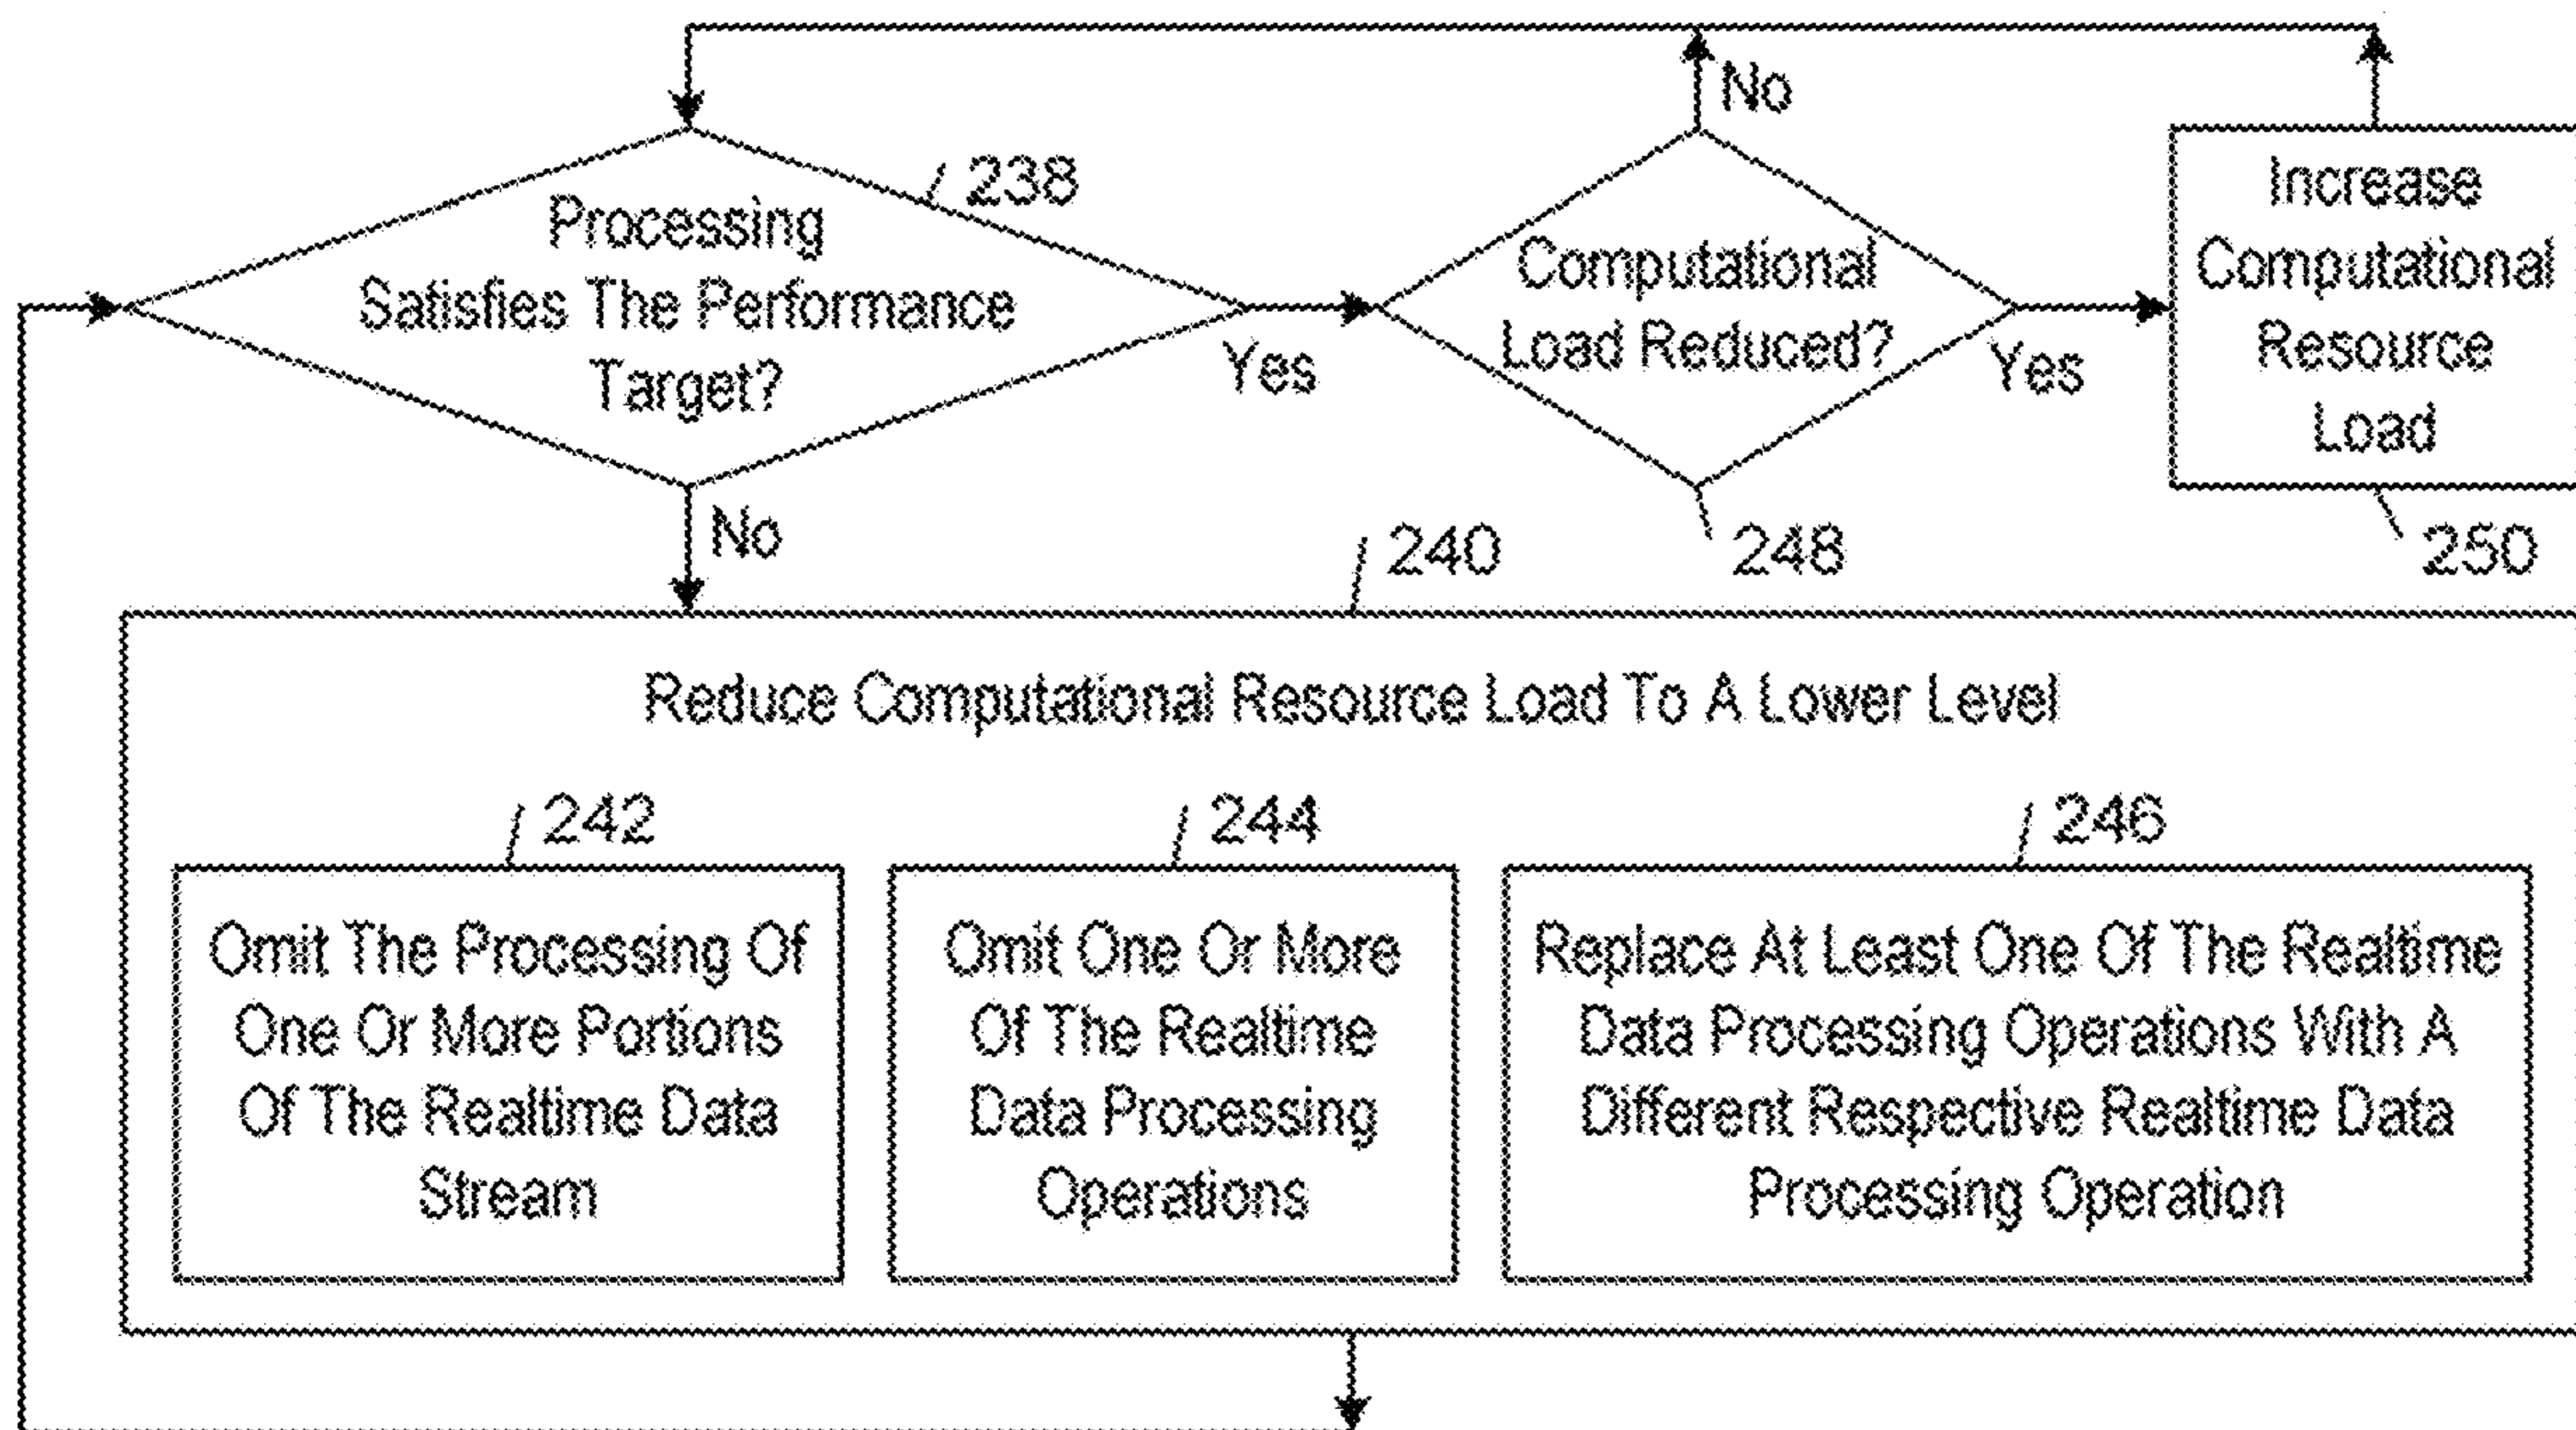 No
238
Processing
Satisfies The Performance
Target?
Yes
Computational
Load Reduced?
Yes
Increase
Computational
Resource
Load
No
240
248
250
Reduce Computational Resource Load To A Lower Level
242
244
246
Omit The Processing Of
One Or More Portions
Of The Realtime Data
Stream
Omit One Or More
Of The Realtime
Data Processing
Operations
Replace At Least One Of The Realtime
Data Processing Operations With A
Different Respective Realtime Data
Processing Operation